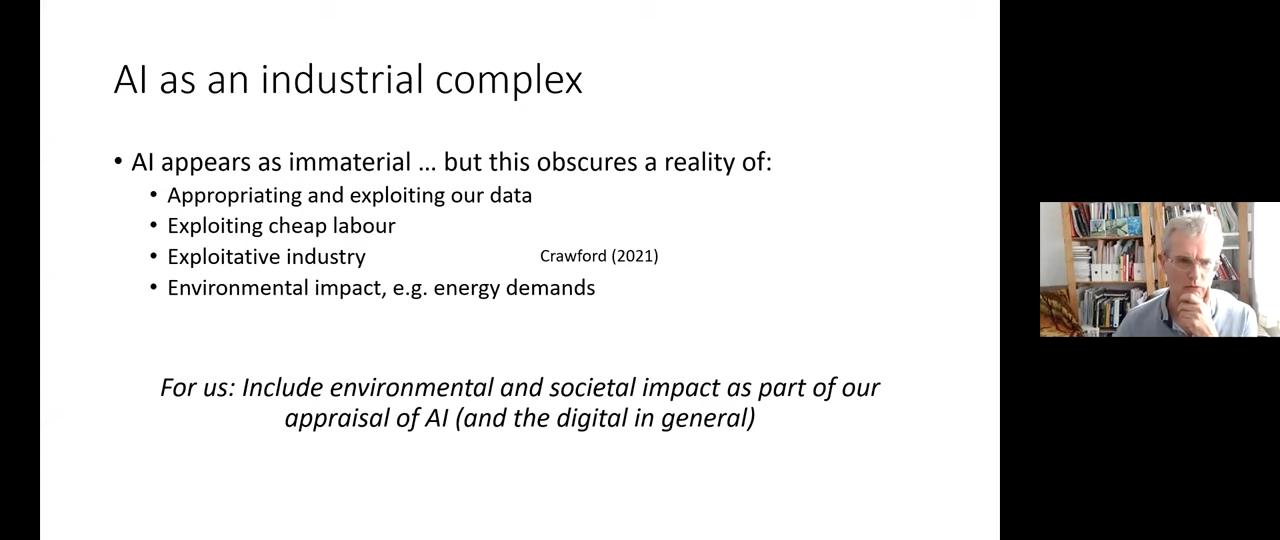 AI as an industrial complex
• AI appears as immaterial … but this obscures a reality of:
• Appropriating and exploiting our data
• Exploiting cheap labour
• Exploitative industry Crawford (2021)
• Environmental impact, e.g. energy demands
For us: Include environmental and societal impact as part of our
appraisal of AI (and the digital in general)